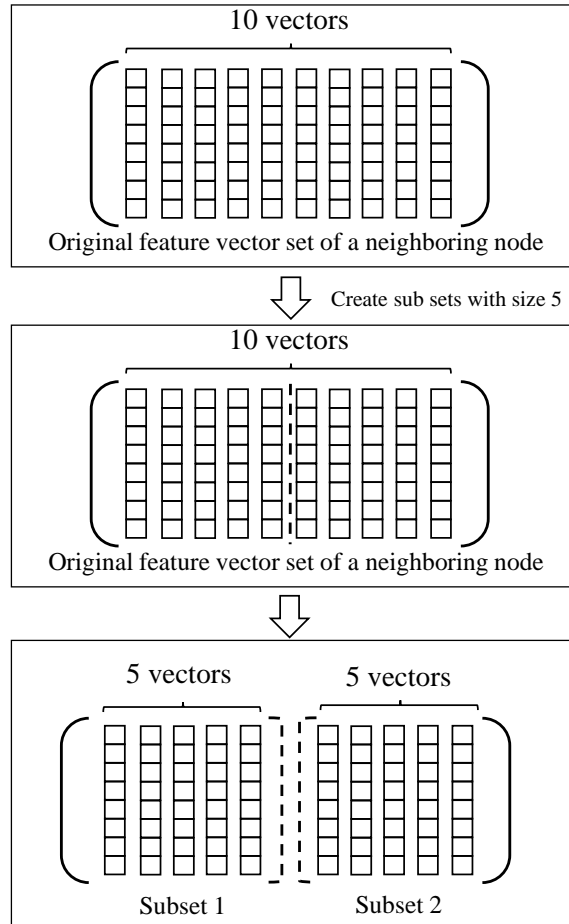 10 vectors
Original feature vector set of a neighboring node
Create sub sets with size 5
10 vectors
Original feature vector set of a neighboring node
5 vectors
5 vectors
Subset 1
Subset 2